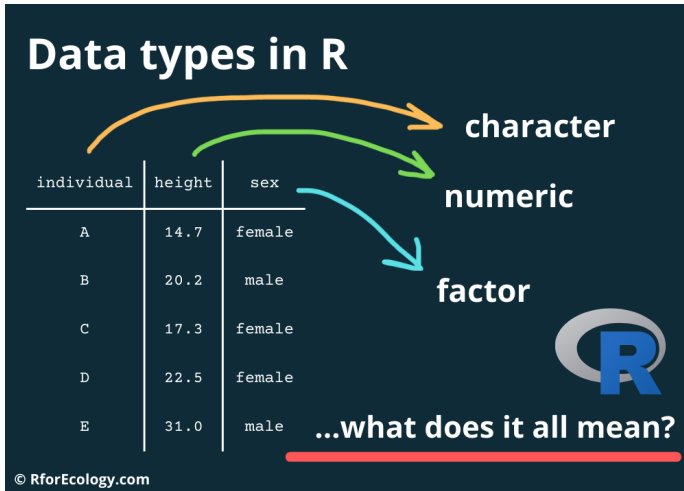 Data types in R
character
numeric
factor
individual height sex
A 14.7 female
B 20.2 male
C 17.3 female
D 22.5 female
E 31.0 male
R
...what does it all mean?
© RforEcology.com